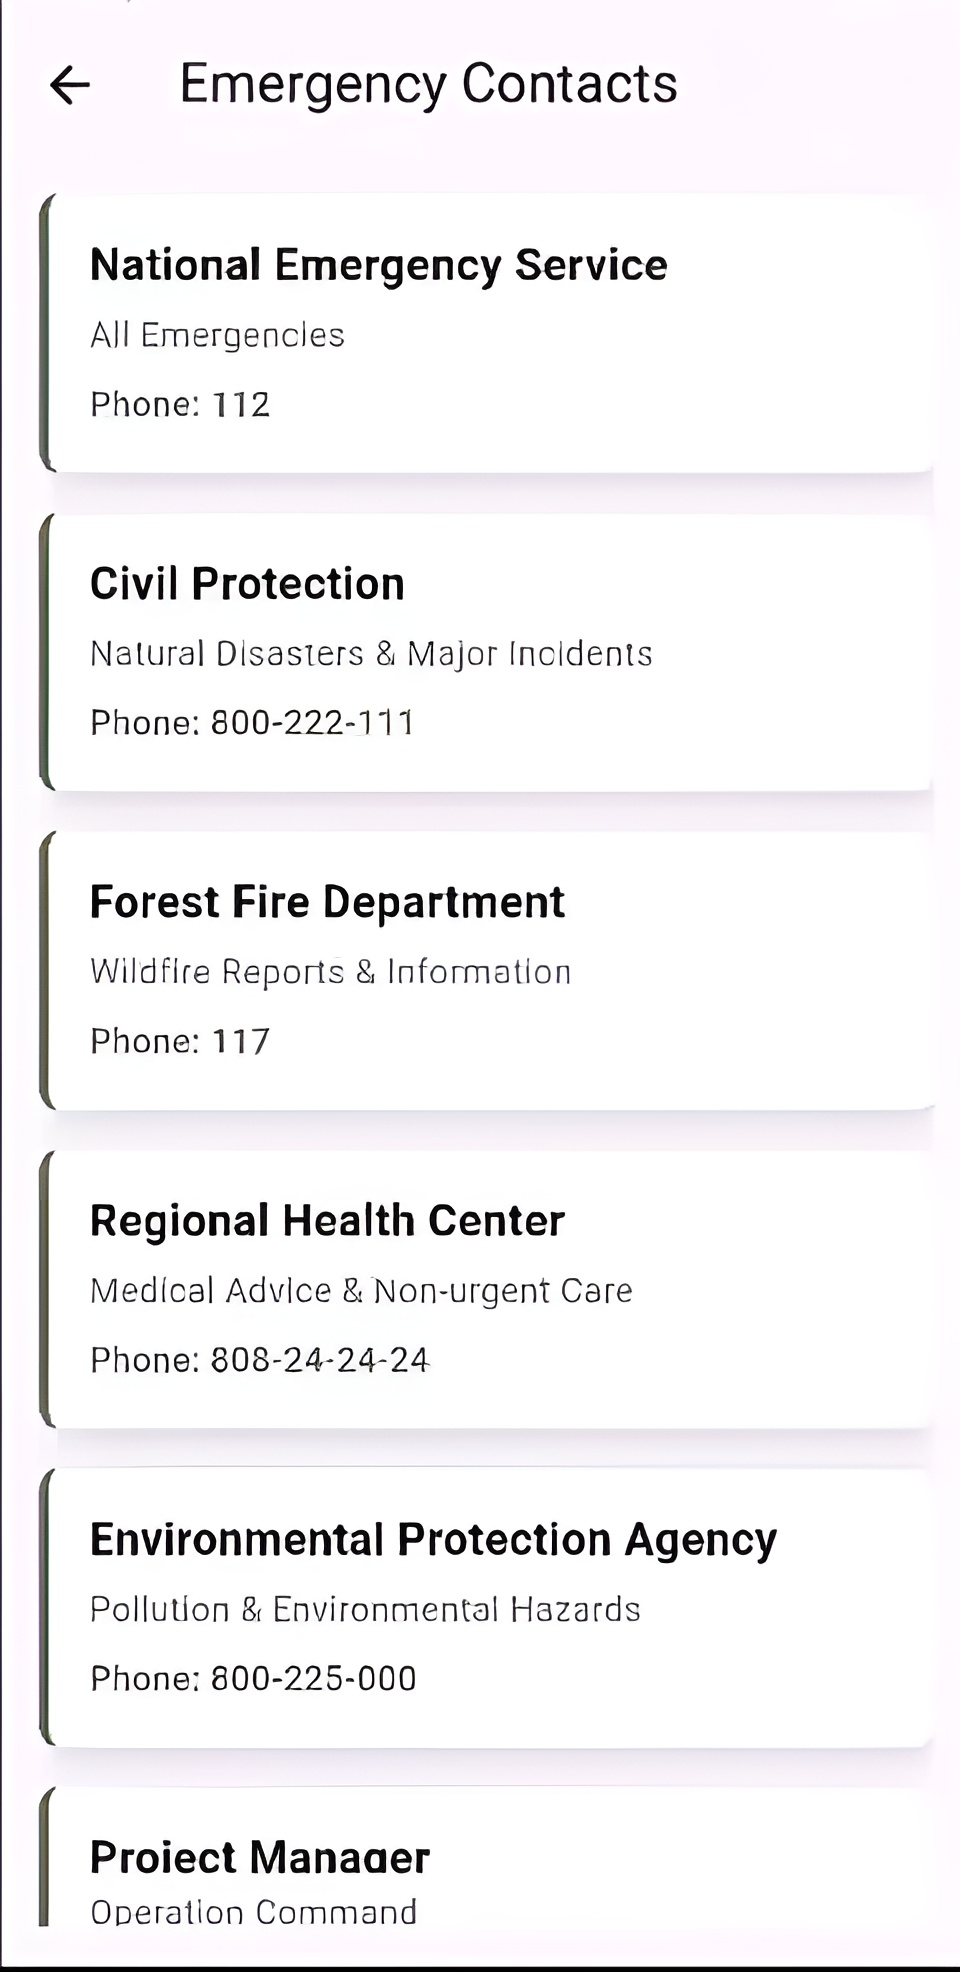 Emergency Contacts
National Emergency Service
All Emergencies
Phone: 112
Civil Protection
Natural Disasters & Major Incidents
Phone: 800-222-111
Forest Fire Department
Wildfire Reports & Information
Phone: 117
Regional Health Center
Medical Advice & Non-urgent Care
Phone: 808-24-24-24
Environmental Protection Agency
Pollution & Environmental Hazards
Phone: 800-225-000
Project Manager
Operation Command